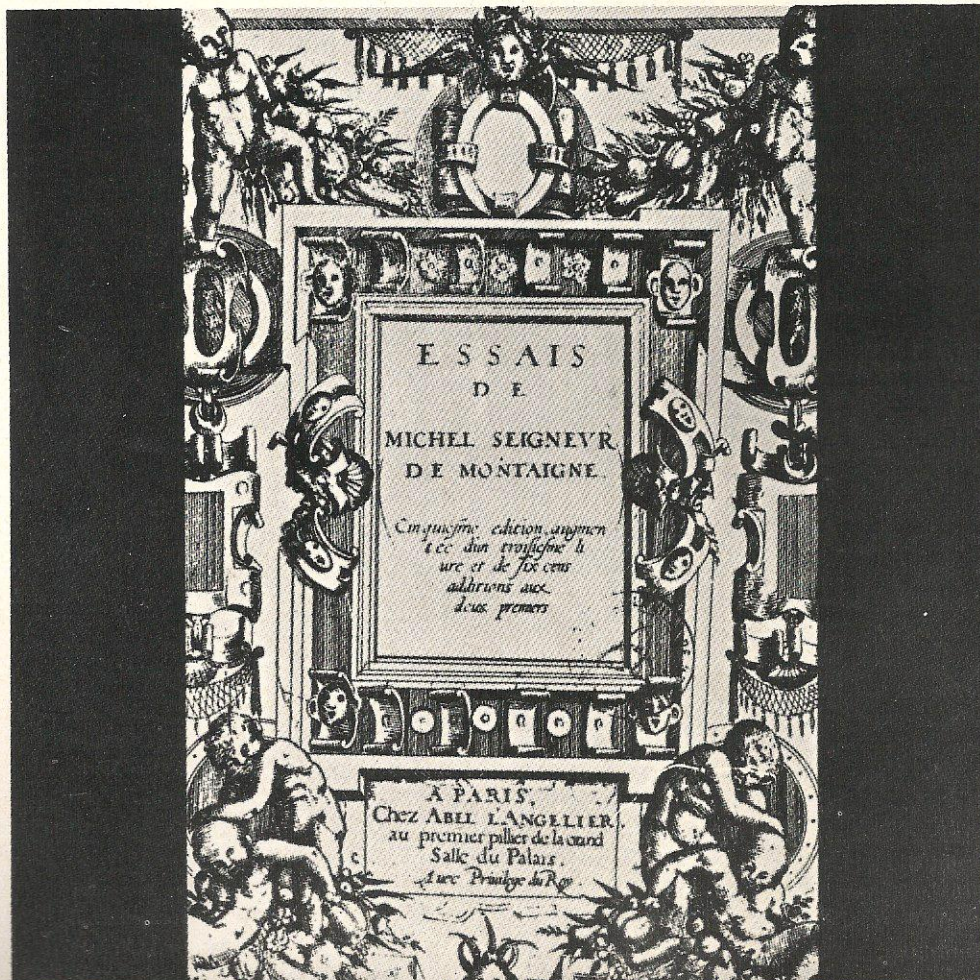 ESSAIS
DE
MICHEL SEIGNEVR
DE MONTAIGNE.
Cinquiesme edition, augmen
tée d'un troisiesme li
ure et de six cens
additions aux
deus premiers
A PARIS,
Chez ABEL L'ANGELIER,
au premier pillier de la grand
Salle du Palais.
Auec Priuilege du Roy